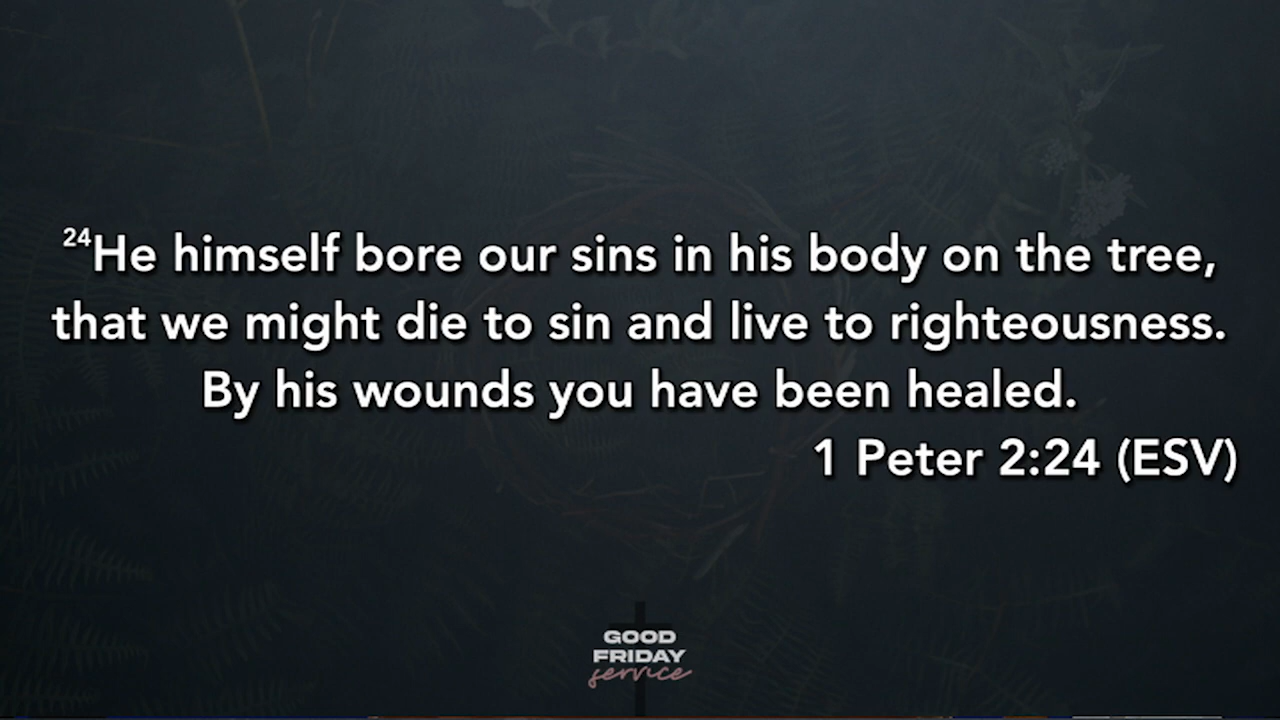 24He himself bore our sins in his body on the tree,
that we might die to sin and live to righteousness.
By his wounds you have been healed.
1 Peter 2:24 (ESV)
GOOD
FRIDAY
service